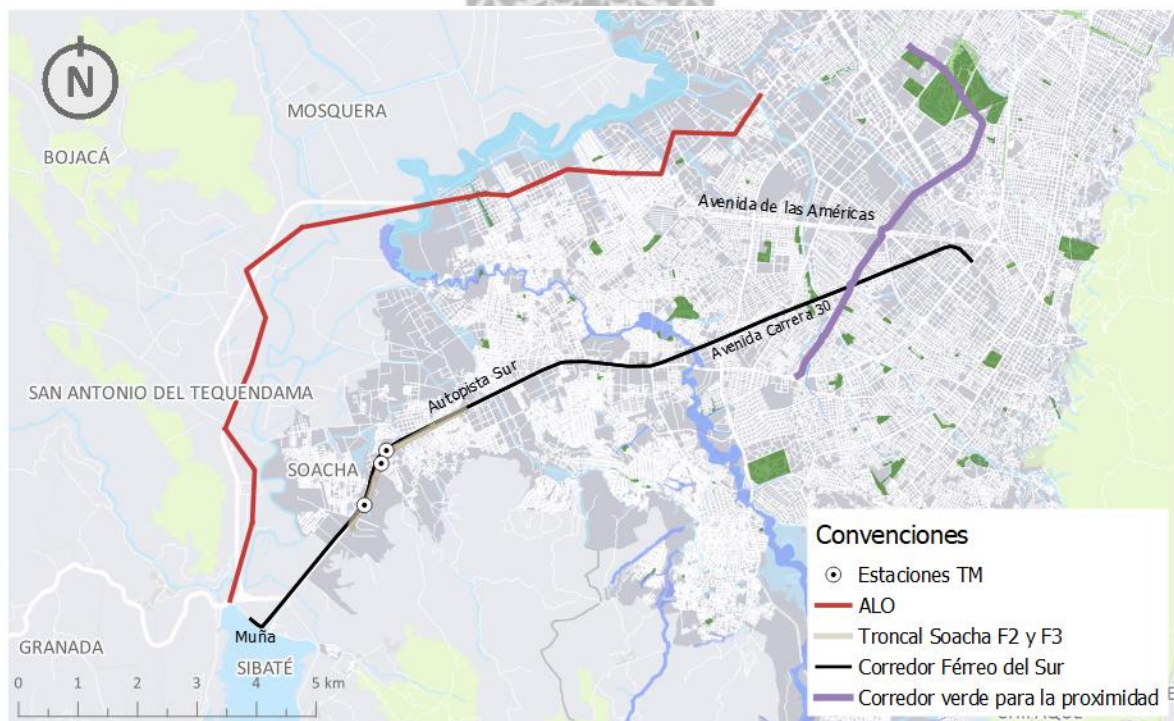 N
MOSQUERA
BOJACÁ
Avenida de las Américas
Avenida Carrera 30
Autopista Sur
SAN ANTONIO DEL TEQUENDAMA
SOACHA
Muña
GRANADA
SIBATÉ
0 1 2 3 4 5 km
Convenciones
Estaciones TM
ALO
Troncal Soacha F2 y F3
Corredor Férreo del Sur
Corredor verde para la proximidad